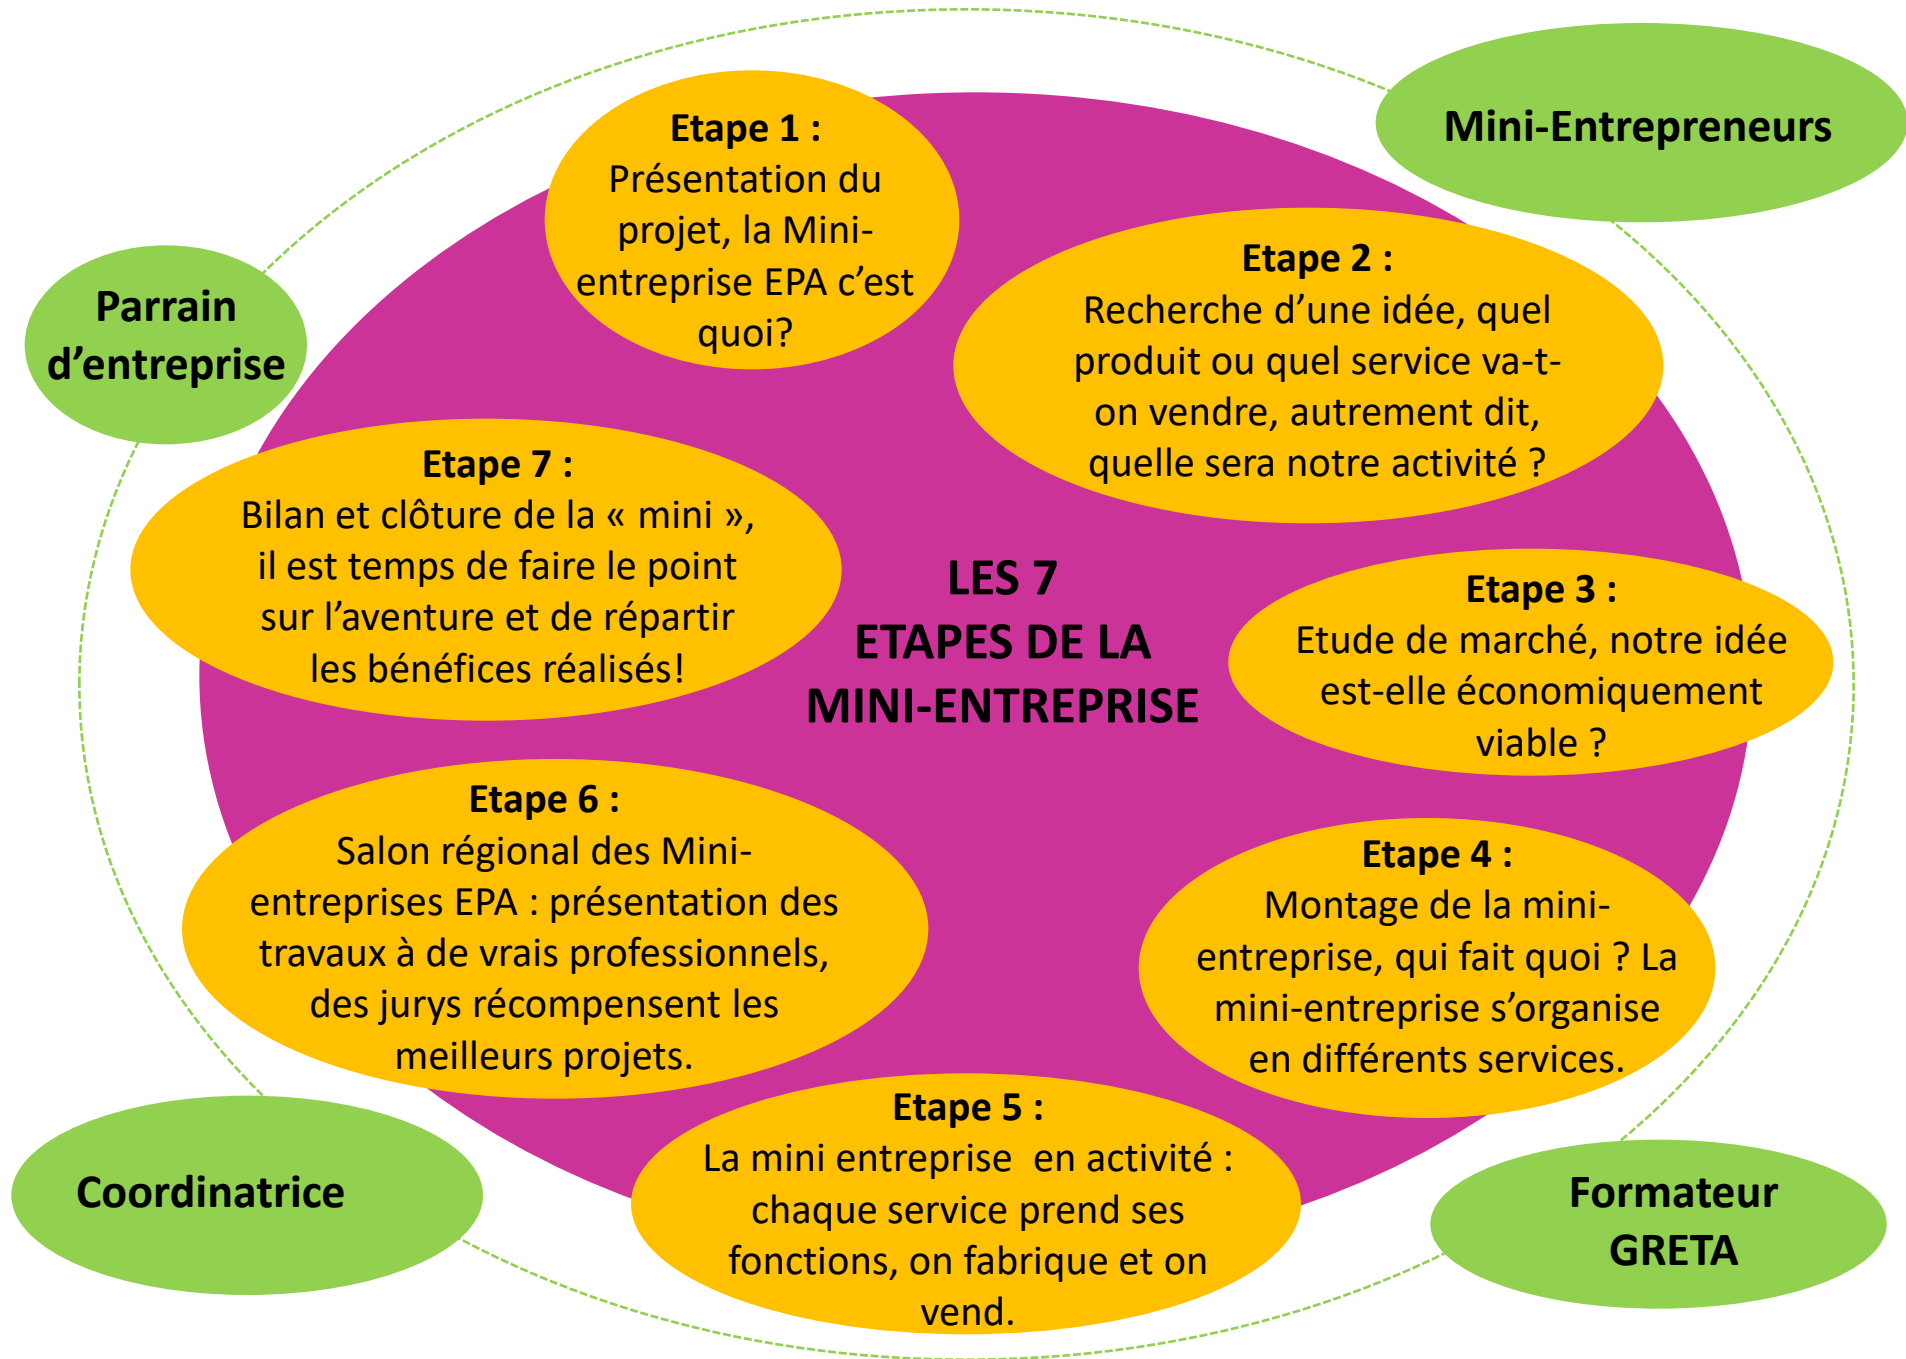 Etape 1 :
Présentation du
projet, la Mini-
entreprise EPA c’est
quoi?
Mini-Entrepreneurs
Etape 2 :
Recherche d’une idée, quel
produit ou quel service va-t-
on vendre, autrement dit,
quelle sera notre activité ?
Parrain
d’entreprise
Etape 7 :
Bilan et clôture de la « mini »,
il est temps de faire le point
sur l’aventure et de répartir
les bénéfices réalisés!
LES 7
ETAPES DE LA
MINI-ENTREPRISE
Etape 3 :
Etude de marché, notre idée
est-elle économiquement
viable ?
Etape 6 :
Salon régional des Mini-
entreprises EPA : présentation des
travaux à de vrais professionnels,
des jurys récompensent les
meilleurs projets.
Etape 4 :
Montage de la mini-
entreprise, qui fait quoi ? La
mini-entreprise s’organise
en différents services.
Etape 5 :
La mini entreprise  en activité :
chaque service prend ses
fonctions, on fabrique et on
vend.
Coordinatrice
Formateur
GRETA